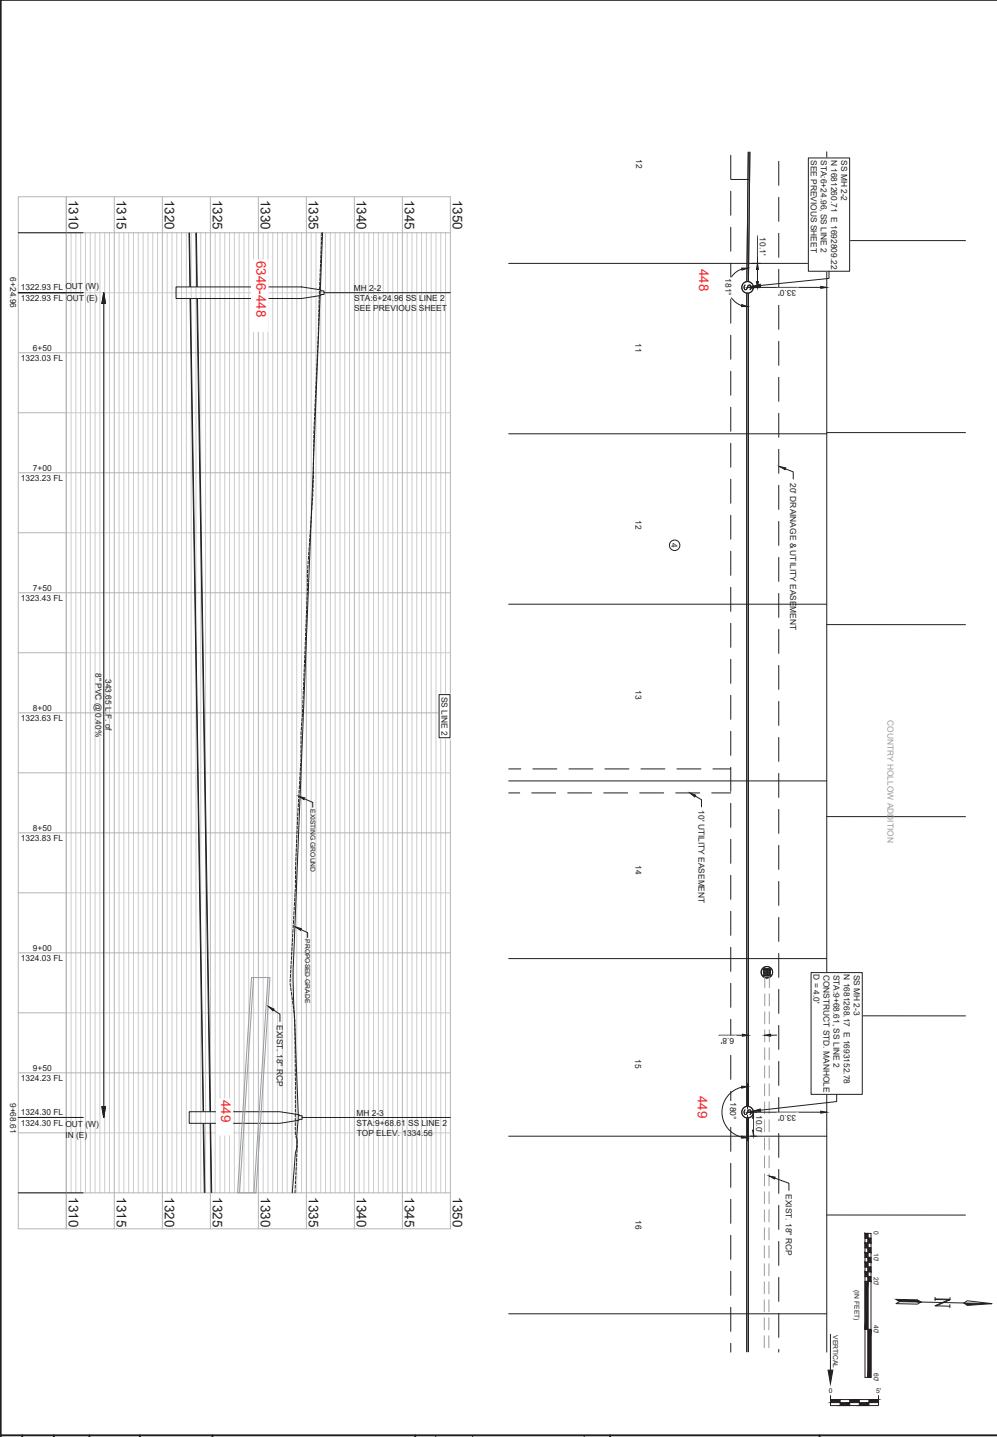 SS MH 2-2
N 1681260.71 E 1692809.22
STA:6+24.96, SS LINE 2
SEE PREVIOUS SHEET
SS MH 2-3
N 1681268.17 E 1693152.78
STA:9+68.61, SS LINE 2
CONSTRUCT STD. MANHOLE
D = 4.0'
COUNTRY HOLLOW ADDITION
20' DRAINAGE & UTILITY EASEMENT
10' UTILITY EASEMENT
EXIST. 18" RCP
10.1'
33.0'
181°
448
6.8'
180°
10.0'
33.0'
449
12
11
12
4
13
14
15
16
N
0
10'
20'
40'
60'
(IN FEET)
VERTICAL
0
5'
SS LINE 2
1350
1345
1340
1335
1330
1325
1320
1315
1310
1350
1345
1340
1335
1330
1325
1320
1315
1310
MH 2-2
STA:6+24.96 SS LINE 2
SEE PREVIOUS SHEET
6346-448
MH 2-3
STA:9+68.61 SS LINE 2
TOP ELEV. 1334.56
449
EXISTING GROUND
PROPOSED GRADE
EXIST. 18" RCP
343.65 L.F. of
8" PVC @ 0.40%
1322.93 FL OUT (W)
1322.93 FL OUT (E)
6+24.96
6+50
1323.03 FL
7+00
1323.23 FL
7+50
1323.43 FL
8+00
1323.63 FL
8+50
1323.83 FL
9+00
1324.03 FL
9+50
1324.23 FL
1324.30 FL OUT (W)
1324.30 FL IN (E)
9+68.61